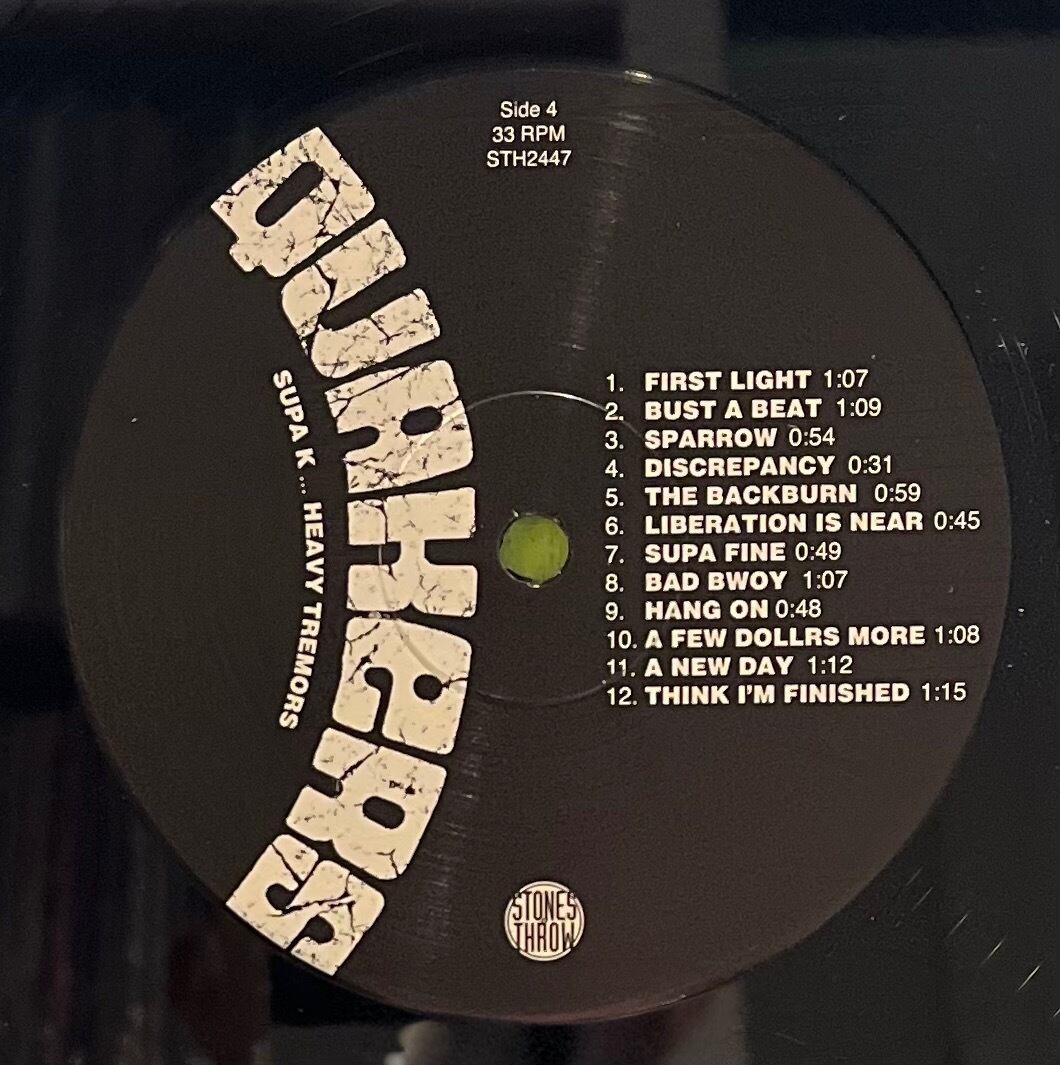 Side 4
33 RPM
STH2447
QUAKERS
SUPA K ... HEAVY TREMORS
1. FIRST LIGHT 1:07
2. BUST A BEAT 1:09
3. SPARROW 0:54
4. DISCREPANCY 0:31
5. THE BACKBURN 0:59
6. LIBERATION IS NEAR 0:45
7. SUPA FINE 0:49
8. BAD BWOY 1:07
9. HANG ON 0:48
10. A FEW DOLLRS MORE 1:08
11. A NEW DAY 1:12
12. THINK I'M FINISHED 1:15
STONES
THROW